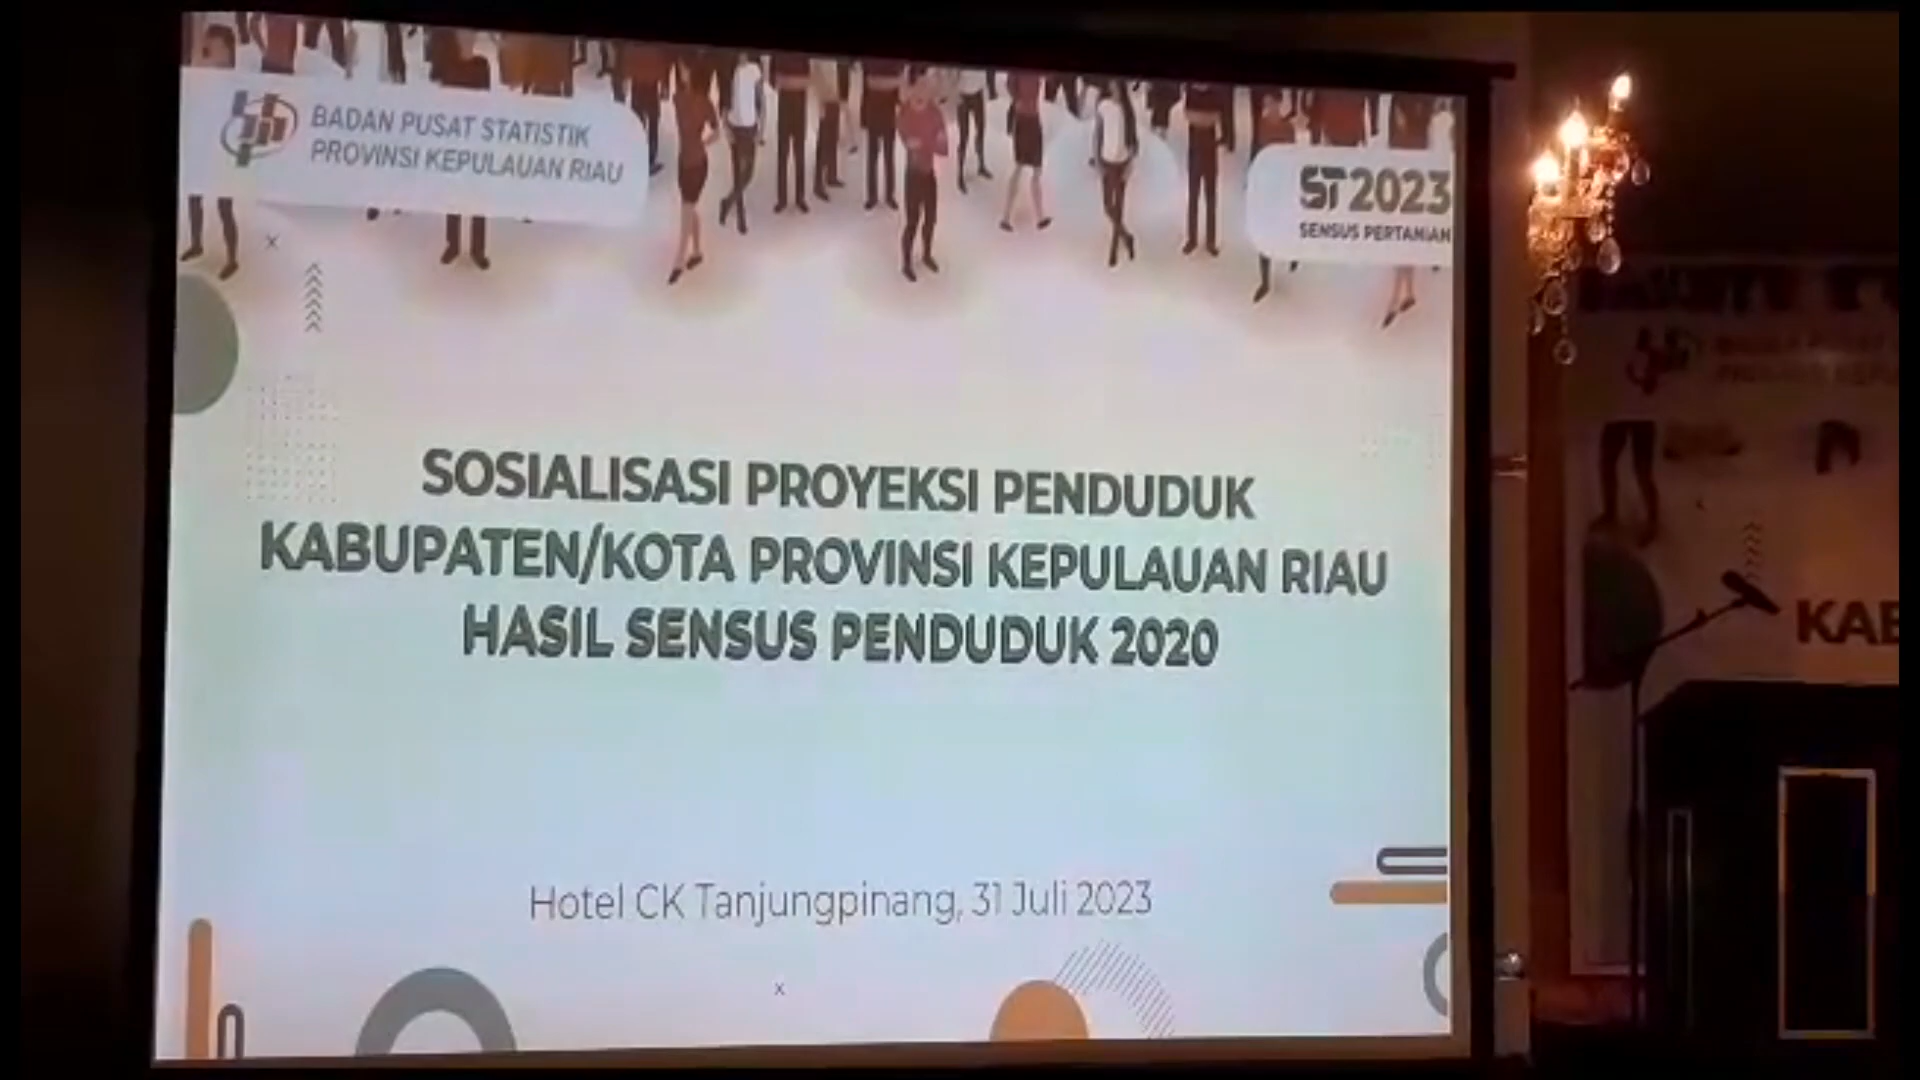 BADAN PUSAT STATISTIK
PROVINSI KEPULAUAN RIAU
ST2023
SENSUS PERTANIAN
SOSIALISASI PROYEKSI PENDUDUK
KABUPATEN/KOTA PROVINSI KEPULAUAN RIAU
HASIL SENSUS PENDUDUK 2020
Hotel CK Tanjungpinang, 31 Juli 2023
KAB